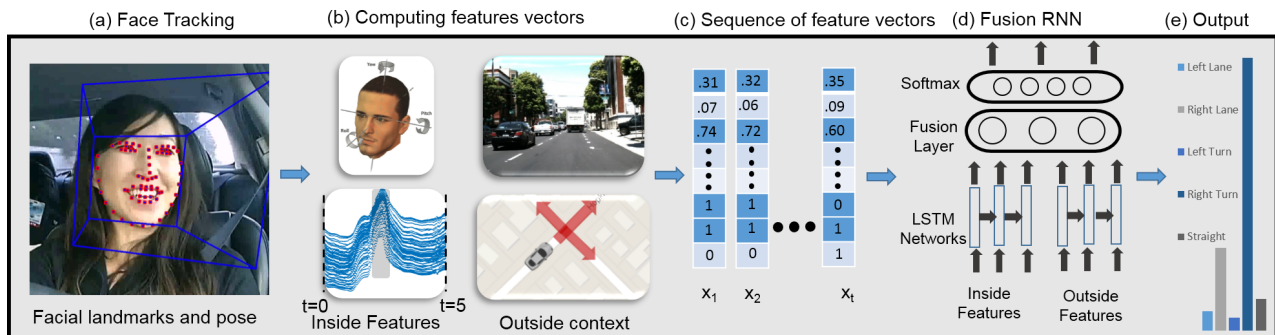 (a) Face Tracking
(b) Computing features vectors
(c) Sequence of feature vectors
(d) Fusion RNN
(e) Output
Facial landmarks and pose
Yaw
Pitch
Roll
t=0
t=5
Inside Features
Outside context
.31 .32 .35
.07 .06 .09
.74 .72 .60
1 1 0
1 1 1
0 0 1
x1 x2 xt
Softmax
Fusion
Layer
LSTM
Networks
Inside
Features
Outside
Features
Left Lane
Right Lane
Left Turn
Right Turn
Straight